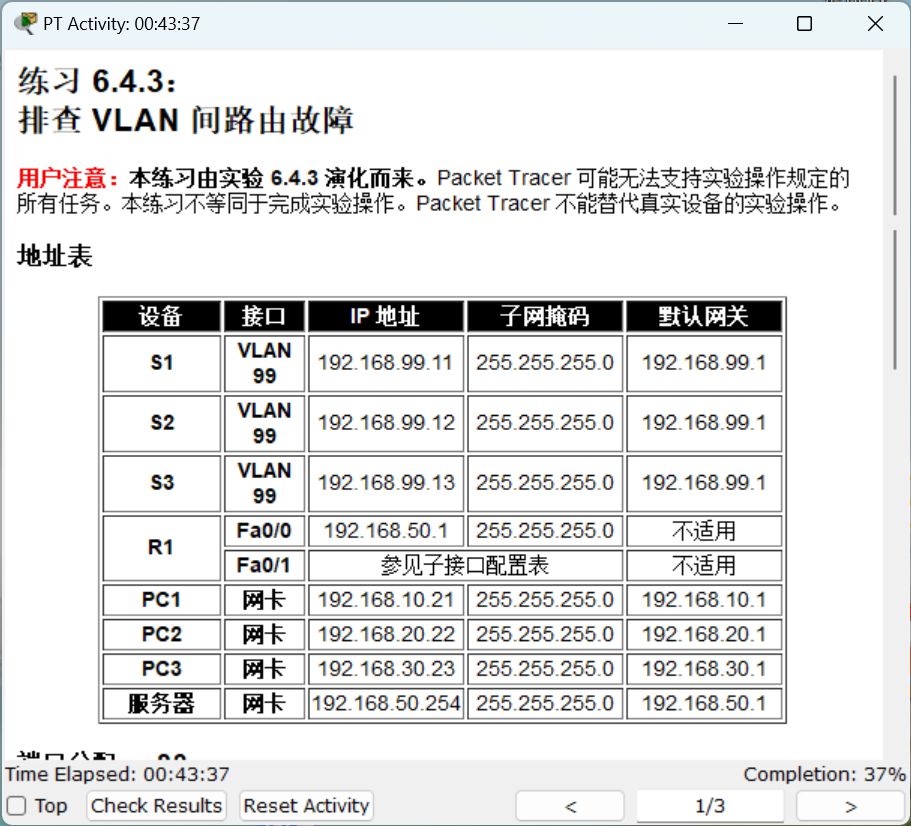 PT Activity: 00:43:37
练习 6.4.3：
排查 VLAN 间路由故障
用户注意：本练习由实验 6.4.3 演化而来。Packet Tracer 可能无法支持实验操作规定的
所有任务。本练习不等同于完成实验操作。Packet Tracer 不能替代真实设备的实验操作。
地址表
设备 接口 IP 地址 子网掩码 默认网关
S1 VLAN 99 192.168.99.11 255.255.255.0 192.168.99.1
S2 VLAN 99 192.168.99.12 255.255.255.0 192.168.99.1
S3 VLAN 99 192.168.99.13 255.255.255.0 192.168.99.1
R1 Fa0/0 192.168.50.1 255.255.255.0 不适用
Fa0/1 参见子接口配置表 不适用
PC1 网卡 192.168.10.21 255.255.255.0 192.168.10.1
PC2 网卡 192.168.20.22 255.255.255.0 192.168.20.1
PC3 网卡 192.168.30.23 255.255.255.0 192.168.30.1
服务器 网卡 192.168.50.254 255.255.255.0 192.168.50.1
Time Elapsed: 00:43:37 Completion: 37%
Top Check Results Reset Activity < 1/3 >